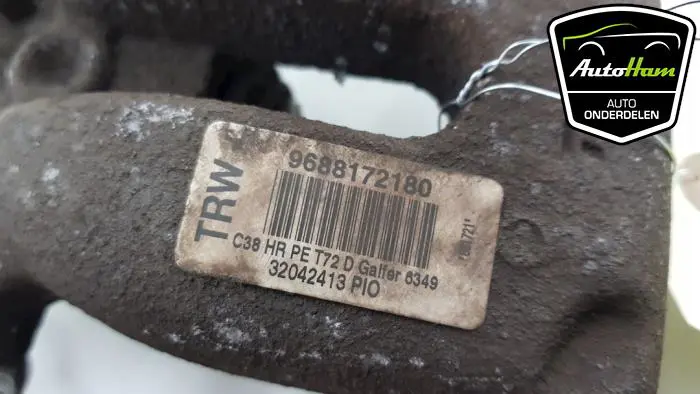 AutoHam
AUTO
ONDERDELEN
TRW
9688172180
C38 HR PE T72 D Galfer 6349
32042413 PIO